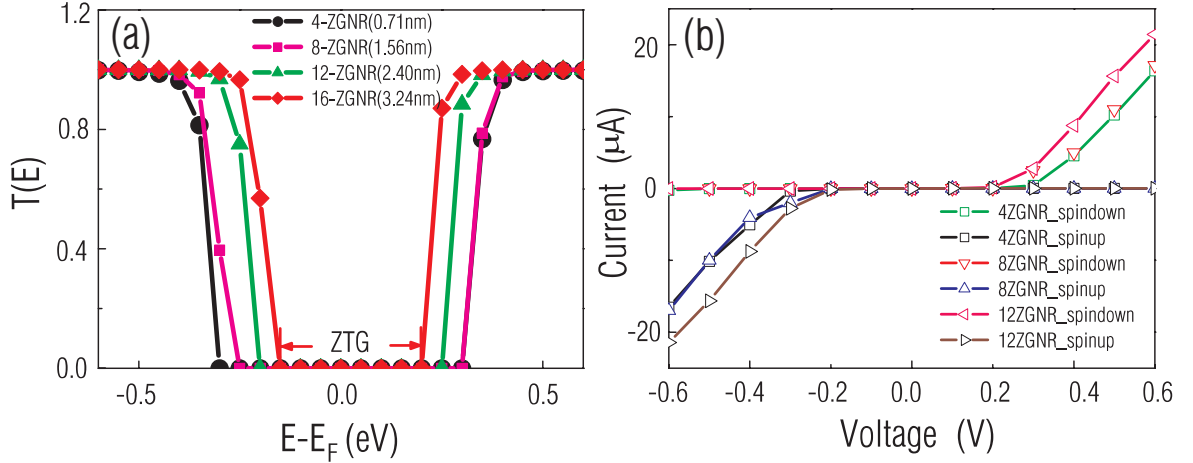 (a)
1.2
0.8
0.4
0.0
T(E)
4-ZGNR(0.71nm)
8-ZGNR(1.56nm)
12-ZGNR(2.40nm)
16-ZGNR(3.24nm)
ZTG
-0.5 0.0 0.5
E-EF (eV)
(b)
20
0
-20
Current (μA)
4ZGNR_spindown
4ZGNR_spinup
8ZGNR_spindown
8ZGNR_spinup
12ZGNR_spindown
12ZGNR_spinup
-0.6 -0.4 -0.2 0.0 0.2 0.4 0.6
Voltage (V)